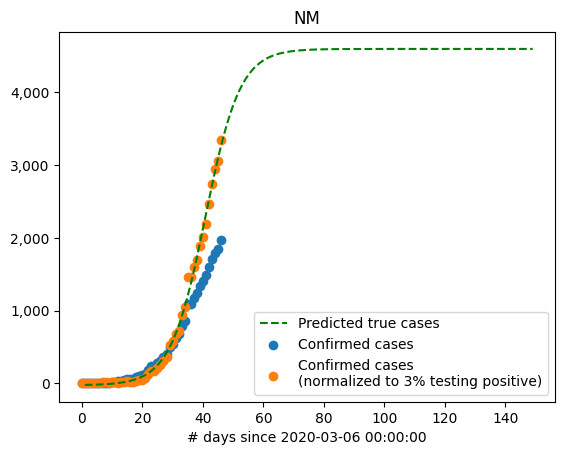 NM
4,000
3,000
2,000
1,000
0
Predicted true cases
Confirmed cases
Confirmed cases
(normalized to 3% testing positive)
0 20 40 60 80 100 120 140
# days since 2020-03-06 00:00:00